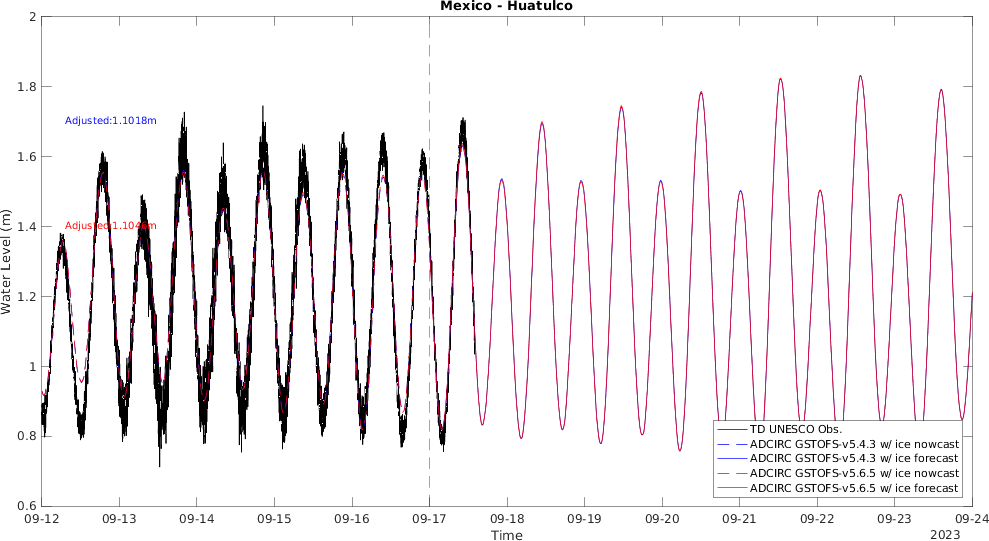 Mexico - Huatulco
2
1.8
1.6
1.4
1.2
1
0.8
0.6
Water Level (m)
Adjusted:1.1018m
TD UNESCO Obs.
ADCIRC GSTOFS-v5.4.3 w/ ice nowcast
ADCIRC GSTOFS-v5.4.3 w/ ice forecast
ADCIRC GSTOFS-v5.6.5 w/ ice nowcast
ADCIRC GSTOFS-v5.6.5 w/ ice forecast
09-12 09-13 09-14 09-15 09-16 09-17 09-18 09-19 09-20 09-21 09-22 09-23 09-24
Time
2023